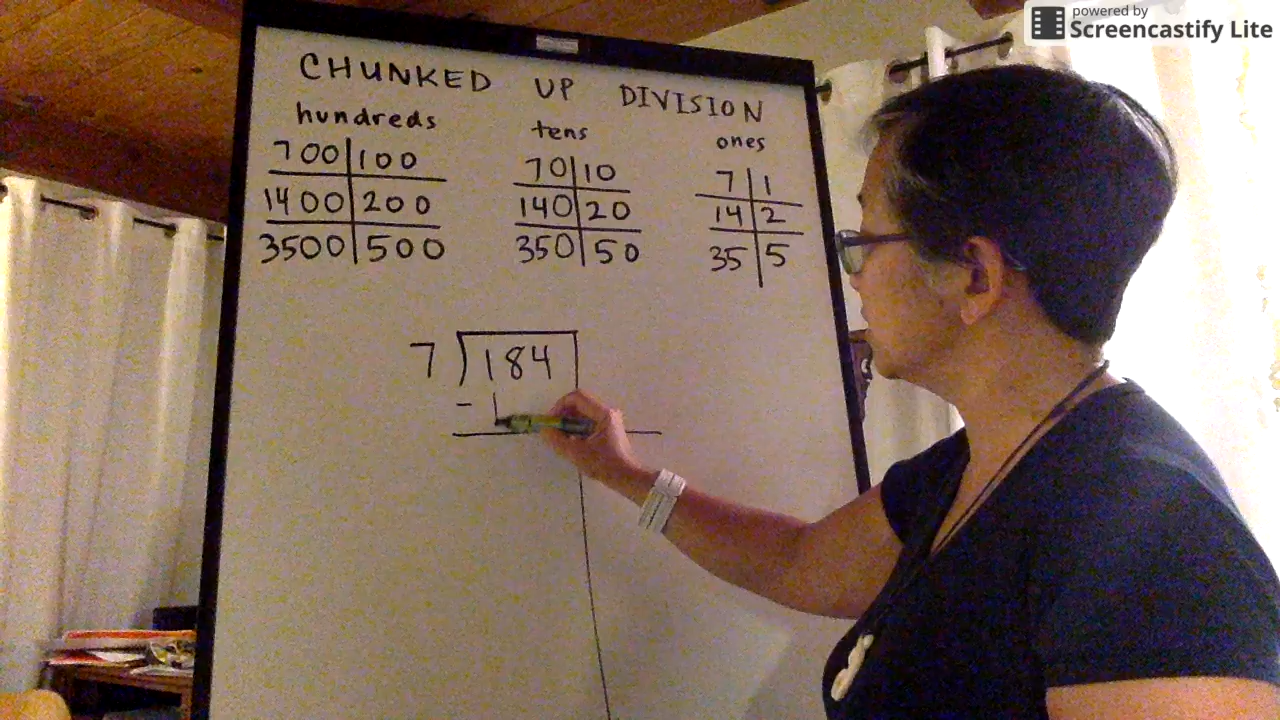 powered by
Screencastify Lite
CHUNKED UP DIVISION
hundreds tens ones
700 100 70 10 7 1
1400 200 140 20 14 2
3500 500 350 50 35 5
7 184
- 1